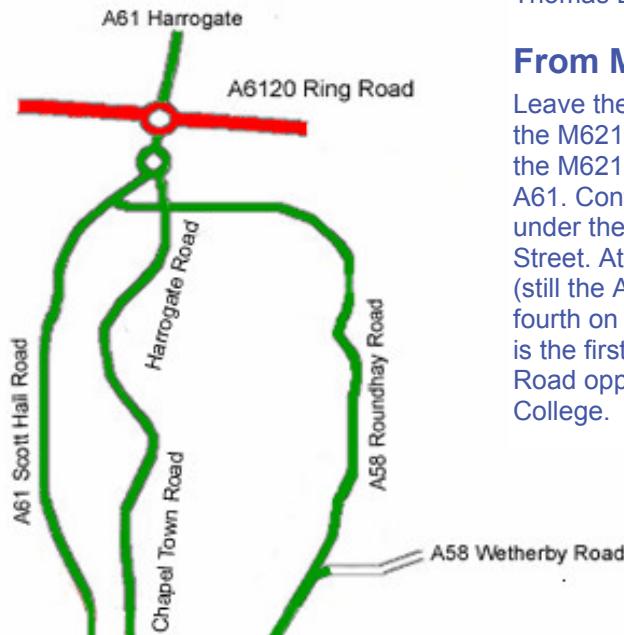 Thomas
A61 Harrogate
A6120 Ring Road
Harrogate Road
A61 Scott Hall Road
A58 Roundhay Road
Chapel Town Road
A58 Wetherby Road
From M
Leave the
the M621
the M621
A61. Con
under the
Street. At
(still the A
fourth on
is the first
Road opp
College.